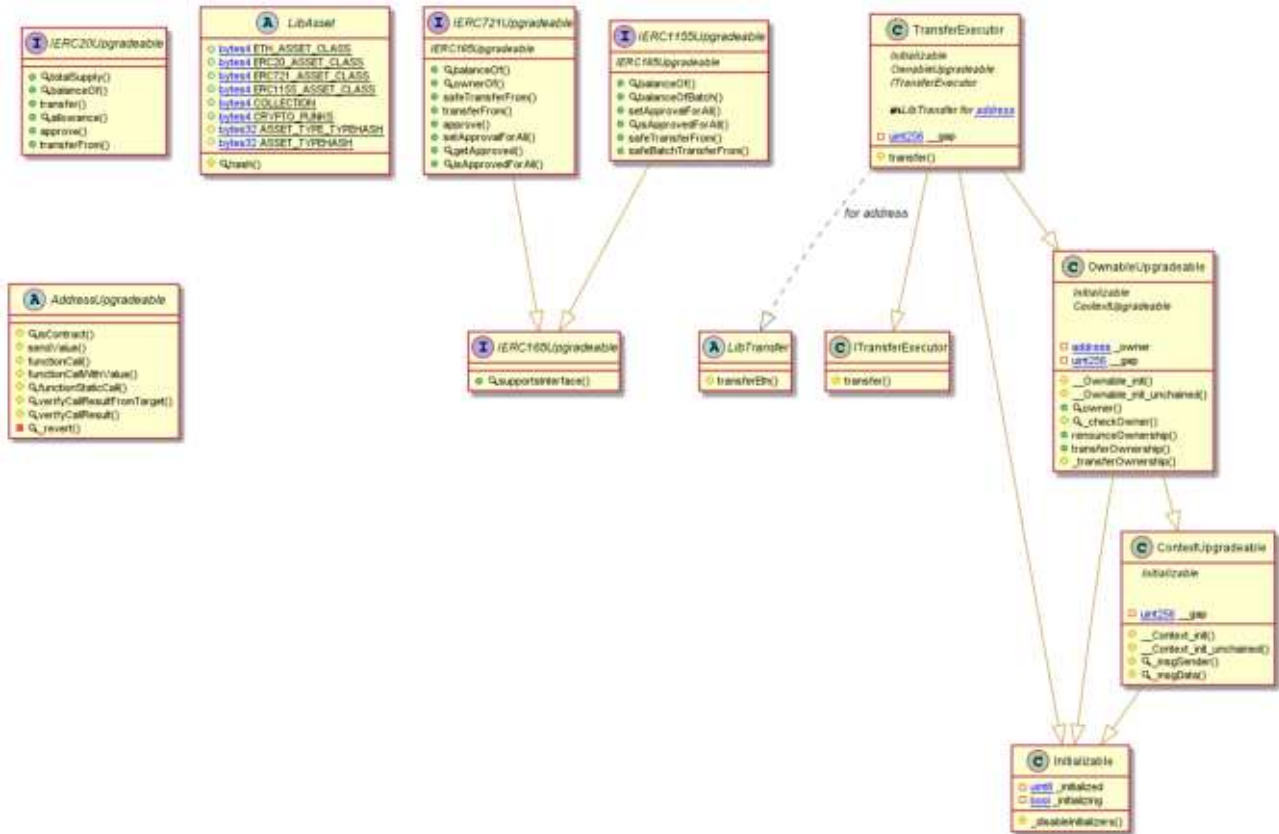 I IERC20Upgradeable
totalSupply()
balanceOf()
transfer()
allowance()
approve()
transferFrom()
A LibAsset
bytes4 ETH_ASSET_CLASS
bytes4 ERC20_ASSET_CLASS
bytes4 ERC721_ASSET_CLASS
bytes4 ERC1155_ASSET_CLASS
bytes4 COLLECTION
bytes4 CRYPTO_PUNKS
bytes32 ASSET_TYPE_TYPEHASH
bytes32 ASSET_TYPEHASH
hash()
I IERC721Upgradeable
IERC165Upgradeable
balanceOf()
ownerOf()
safeTransferFrom()
transferFrom()
approve()
setApprovalForAll()
getApproved()
isApprovedForAll()
I IERC1155Upgradeable
IERC165Upgradeable
balanceOf()
balanceOfBatch()
setApprovalForAll()
isApprovedForAll()
safeTransferFrom()
safeBatchTransferFrom()
C TransferExecutor
Initializable
OwnableUpgradeable
ITransferExecutor
LibTransfer for address
uint256 __gap
transfer()
for address
A AddressUpgradeable
isContract()
sendValue()
functionCall()
functionCallWithValue()
functionStaticCall()
verifyCallResultFromTarget()
verifyCallResult()
_revert()
I IERC165Upgradeable
supportsInterface()
A LibTransfer
transferEth()
C ITransferExecutor
transfer()
C OwnableUpgradeable
Initializable
ContextUpgradeable
address _owner
uint256 __gap
__Ownable_init()
__Ownable_init_unchained()
owner()
_checkOwner()
renounceOwnership()
transferOwnership()
_transferOwnership()
C ContextUpgradeable
Initializable
uint256 __gap
__Context_init()
__Context_init_unchained()
_msgSender()
_msgData()
C Initializable
uint8 _initialized
bool _initializing
_disableInitializers()